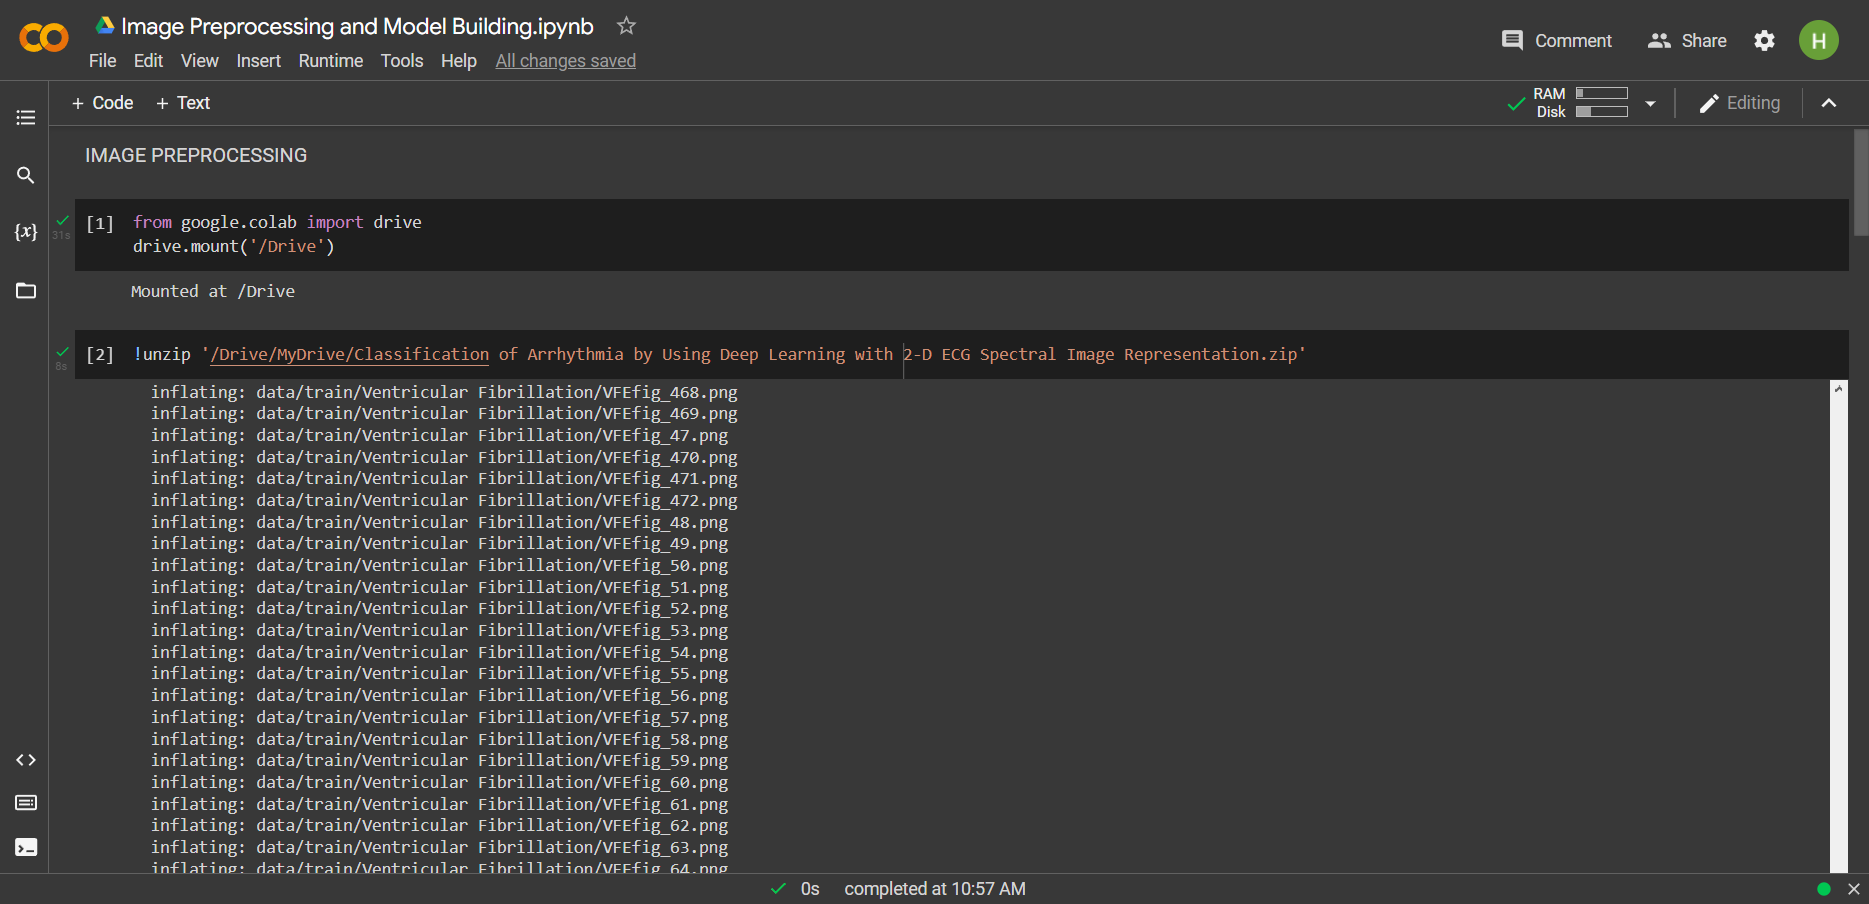 Image Preprocessing and Model Building.ipynb
File Edit View Insert Runtime Tools Help All changes saved
Comment Share H
+ Code + Text
RAM
Disk
Editing
IMAGE PREPROCESSING
31s
[1] from google.colab import drive
drive.mount('/Drive')
Mounted at /Drive
8s
[2] !unzip '/Drive/MyDrive/Classification of Arrhythmia by Using Deep Learning with 2-D ECG Spectral Image Representation.zip'
inflating: data/train/Ventricular Fibrillation/VFEfig_468.png
inflating: data/train/Ventricular Fibrillation/VFEfig_469.png
inflating: data/train/Ventricular Fibrillation/VFEfig_47.png
inflating: data/train/Ventricular Fibrillation/VFEfig_470.png
inflating: data/train/Ventricular Fibrillation/VFEfig_471.png
inflating: data/train/Ventricular Fibrillation/VFEfig_472.png
inflating: data/train/Ventricular Fibrillation/VFEfig_48.png
inflating: data/train/Ventricular Fibrillation/VFEfig_49.png
inflating: data/train/Ventricular Fibrillation/VFEfig_50.png
inflating: data/train/Ventricular Fibrillation/VFEfig_51.png
inflating: data/train/Ventricular Fibrillation/VFEfig_52.png
inflating: data/train/Ventricular Fibrillation/VFEfig_53.png
inflating: data/train/Ventricular Fibrillation/VFEfig_54.png
inflating: data/train/Ventricular Fibrillation/VFEfig_55.png
inflating: data/train/Ventricular Fibrillation/VFEfig_56.png
inflating: data/train/Ventricular Fibrillation/VFEfig_57.png
inflating: data/train/Ventricular Fibrillation/VFEfig_58.png
inflating: data/train/Ventricular Fibrillation/VFEfig_59.png
inflating: data/train/Ventricular Fibrillation/VFEfig_60.png
inflating: data/train/Ventricular Fibrillation/VFEfig_61.png
inflating: data/train/Ventricular Fibrillation/VFEfig_62.png
inflating: data/train/Ventricular Fibrillation/VFEfig_63.png
inflating: data/train/Ventricular Fibrillation/VFEfig_64.png
0s completed at 10:57 AM